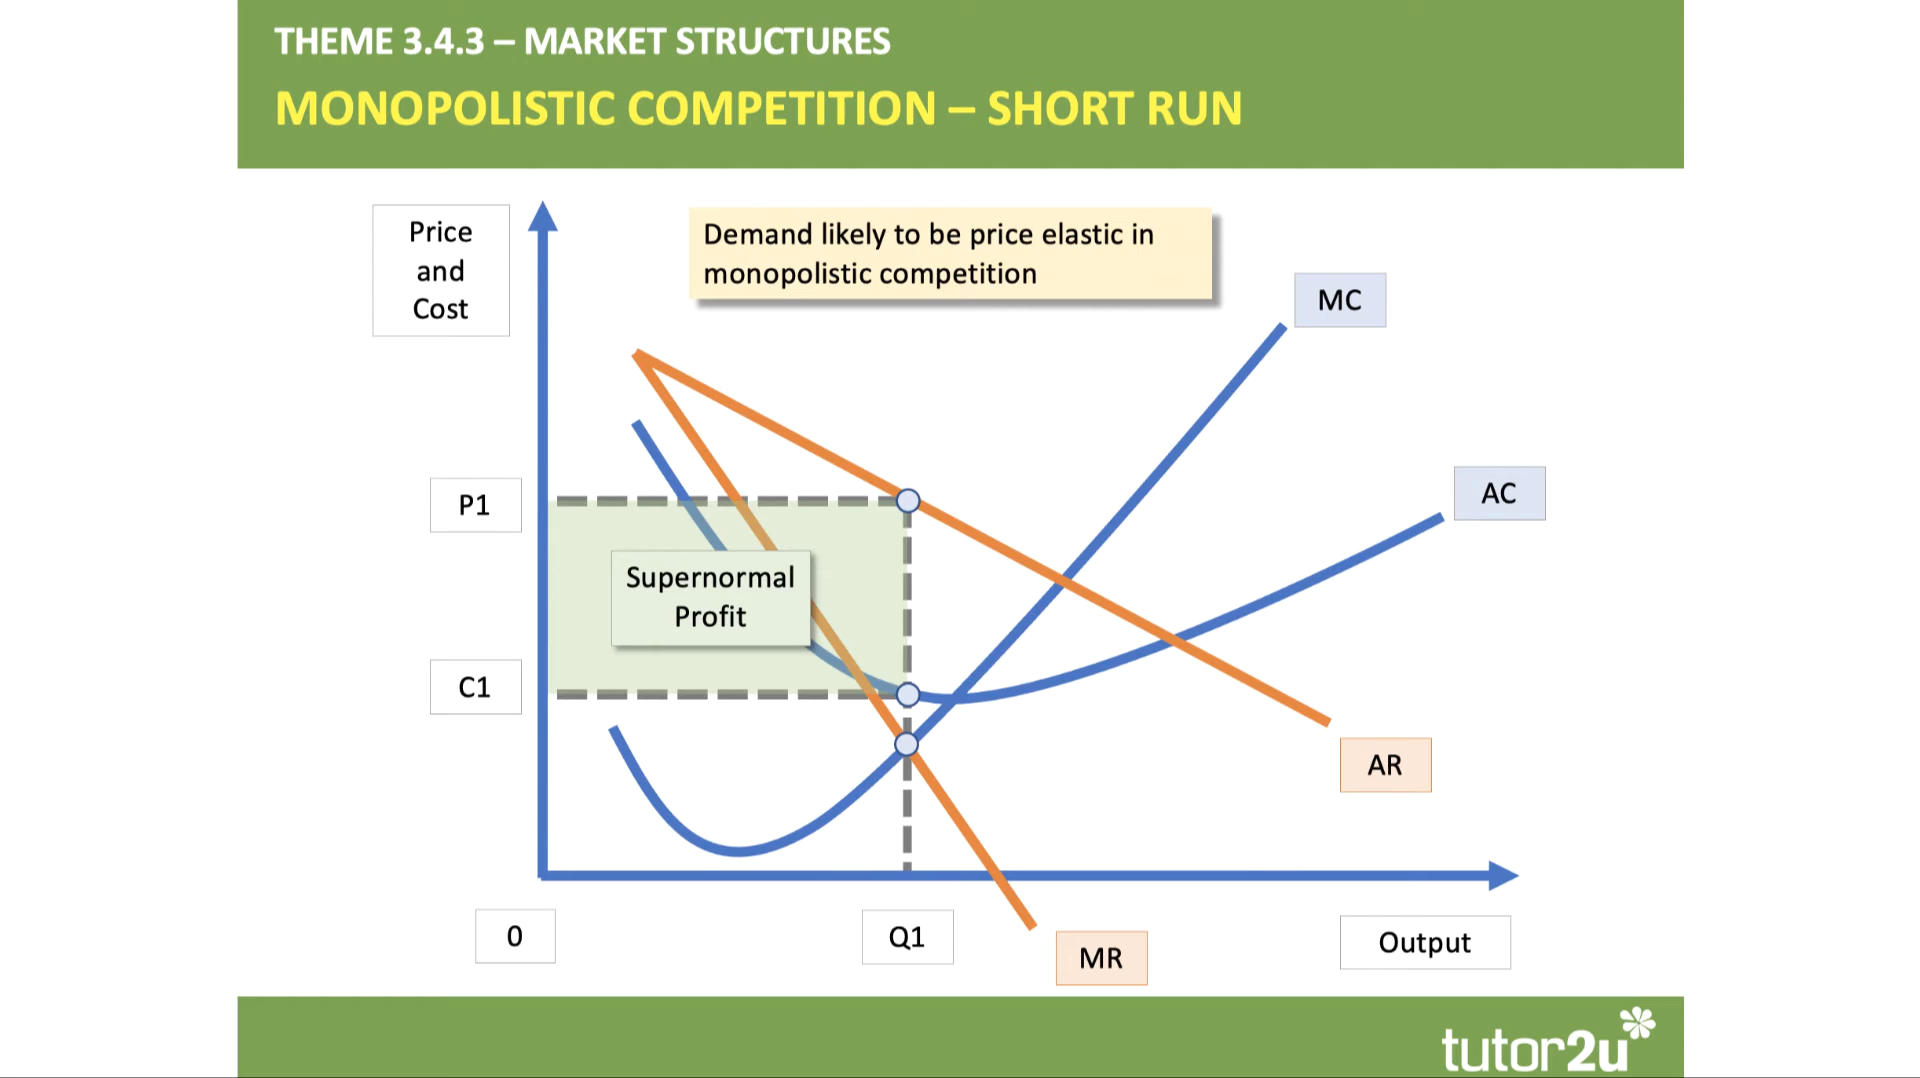 THEME 3.4.3 – MARKET STRUCTURES
MONOPOLISTIC COMPETITION – SHORT RUN
Price
and
Cost
Demand likely to be price elastic in
monopolistic competition
MC
AC
P1
Supernormal
Profit
C1
AR
0
Q1
Output
MR
tutor2u